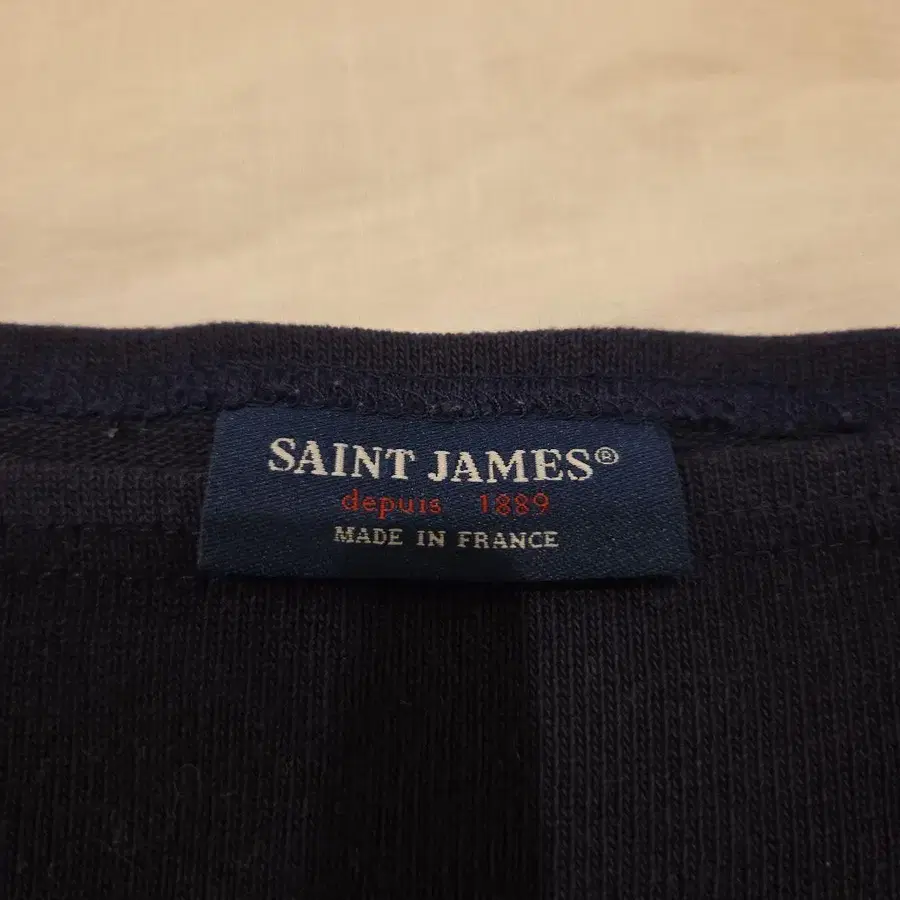 SAINT JAMES®
depuis 1889
MADE IN FRANCE